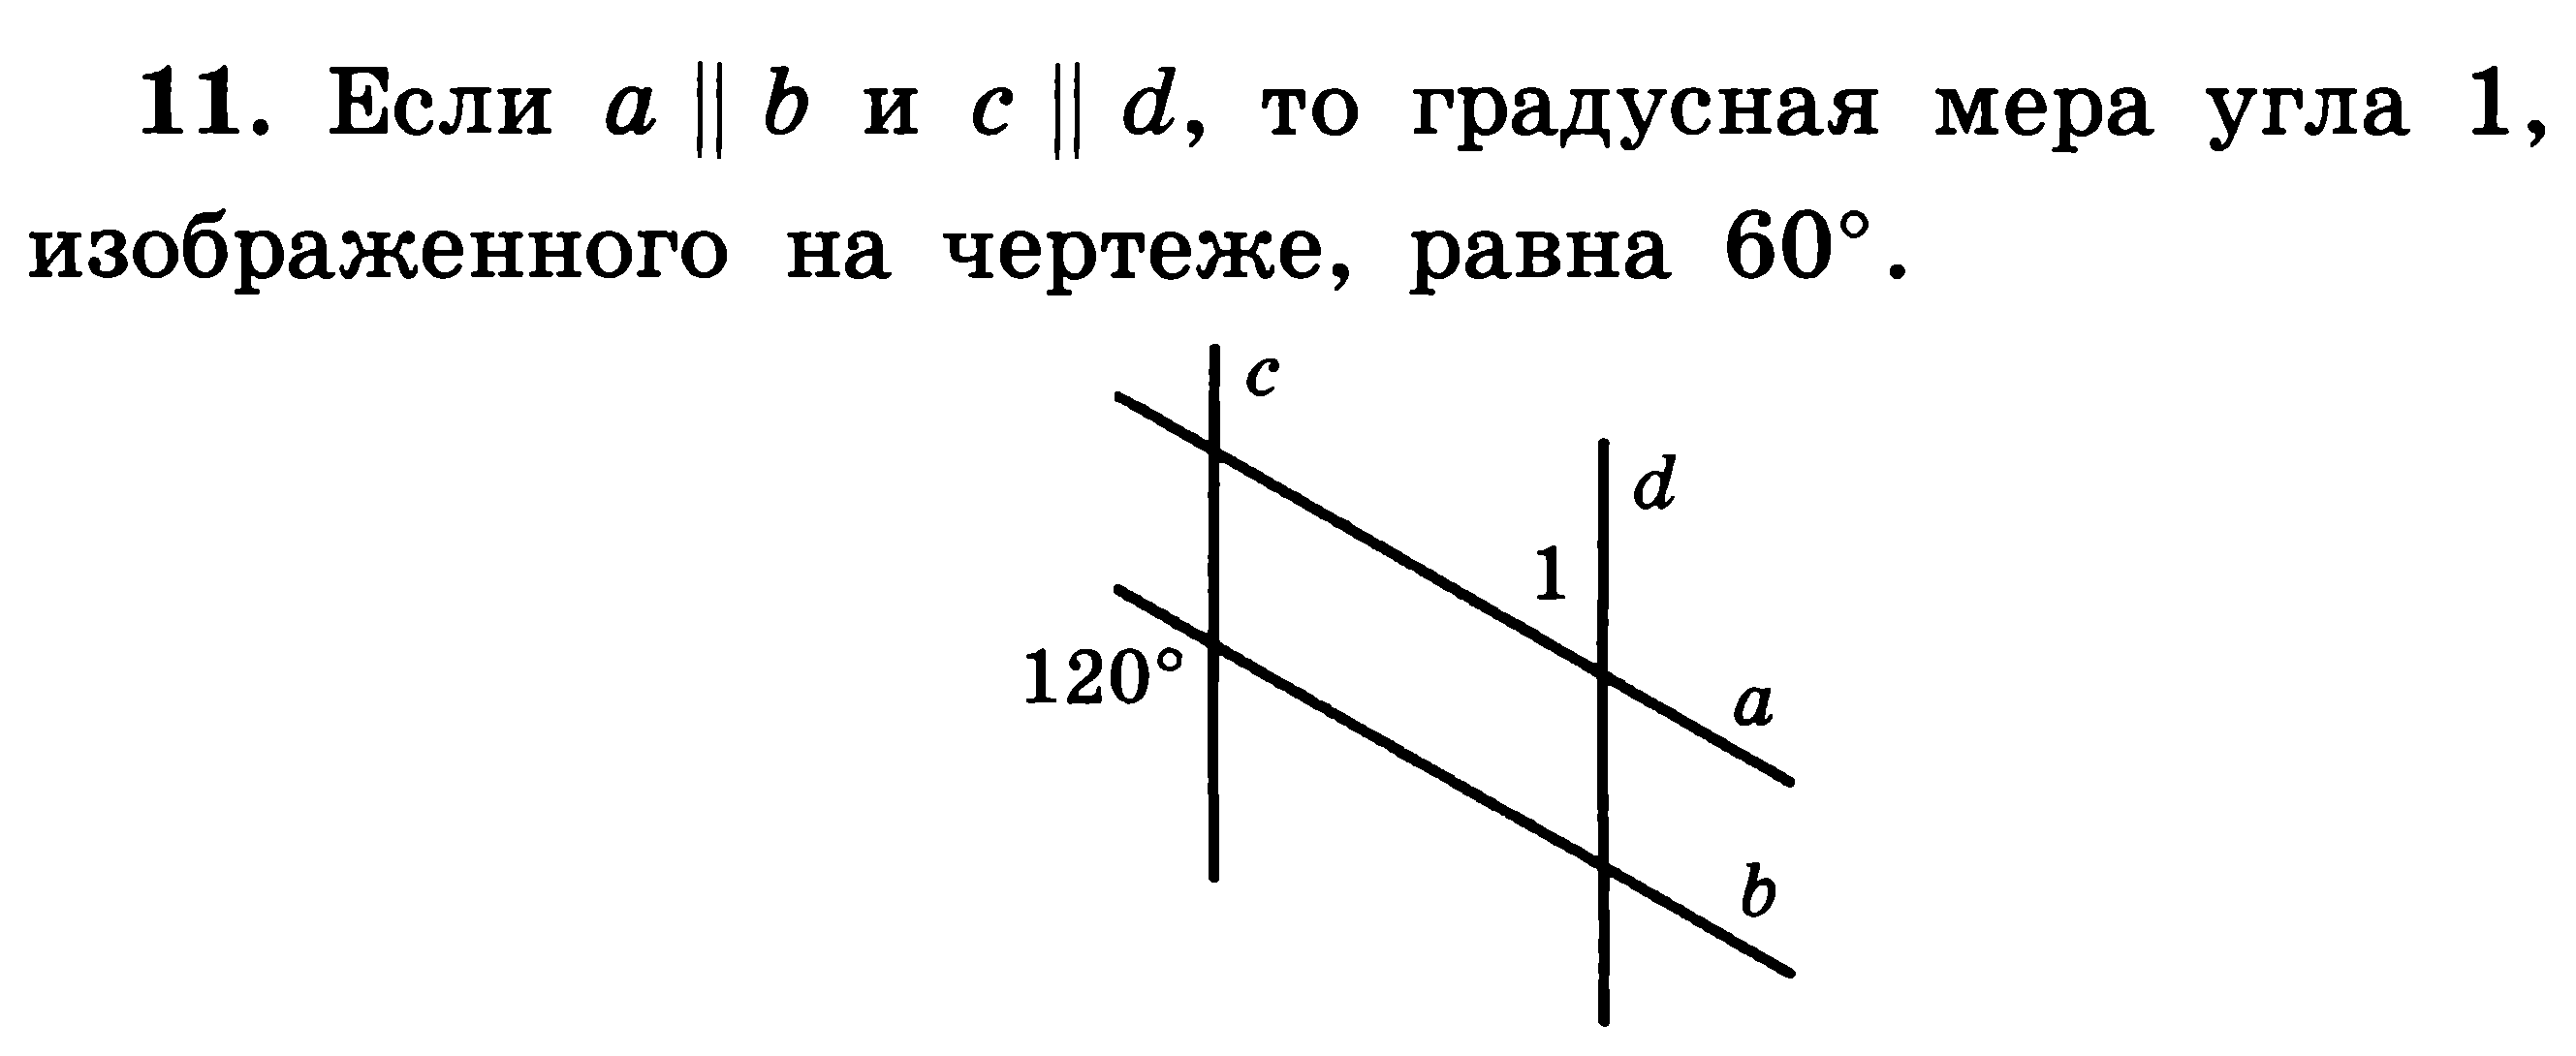 11. Если a || b и c || d, то градусная мера угла 1,
изображенного на чертеже, равна 60°.
c
d
1
120°
a
b